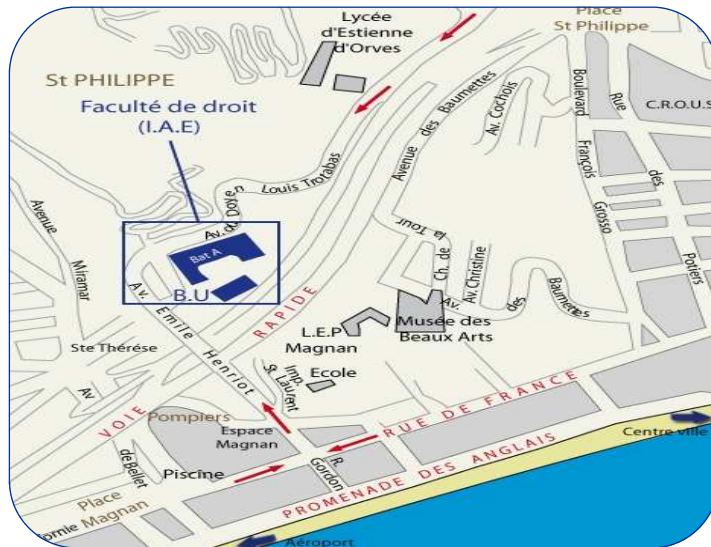 Lycée
d'Estienne
d'Orves
Place
St Philippe
St PHILIPPE
Faculté de droit
(I.A.E)
C.R.O.U.S
Boulevard
François
Grosso
Rue
des
Potiers
Avenue
des
Baumettes
Av. Cochois
Av. du Doyen
Louis Trotabas
Avenue
Miramar
Bat A
B.U
Av. Emile Henriot
Ch. de
la Tour
Av. Christine
Av.
des
Baumettes
VOIE
RAPIDE
L.E.P
Magnan
Musée des
Beaux Arts
Ste Thérése
Ecole
Imp.
St Laurent
Av
de Bellet
Pompiers
Espace
Magnan
RUE DE FRANCE
Centre ville
Piscîne
R
Gordon
PROMENADE DES ANGLAIS
Place
Magnan
ornie
Aéroport